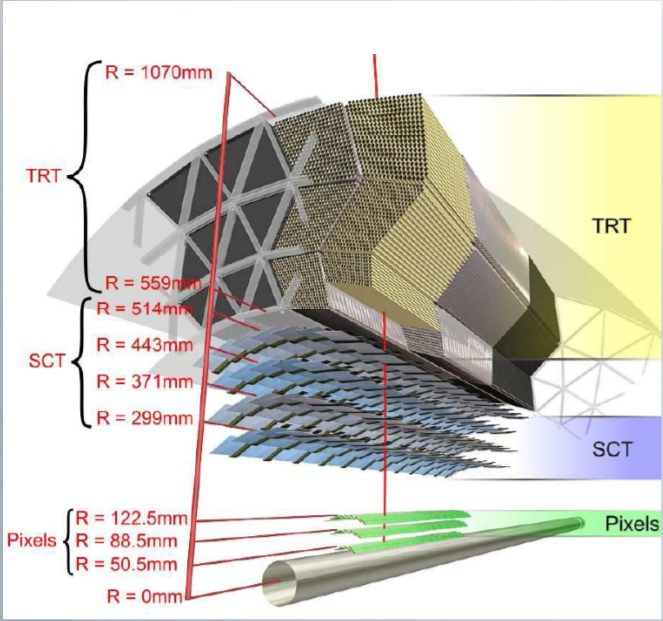 R = 1070mm
TRT
R = 559mm
R = 514mm
R = 443mm
SCT
R = 371mm
R = 299mm
R = 122.5mm
Pixels
R = 88.5mm
R = 50.5mm
R = 0mm
TRT
SCT
Pixels